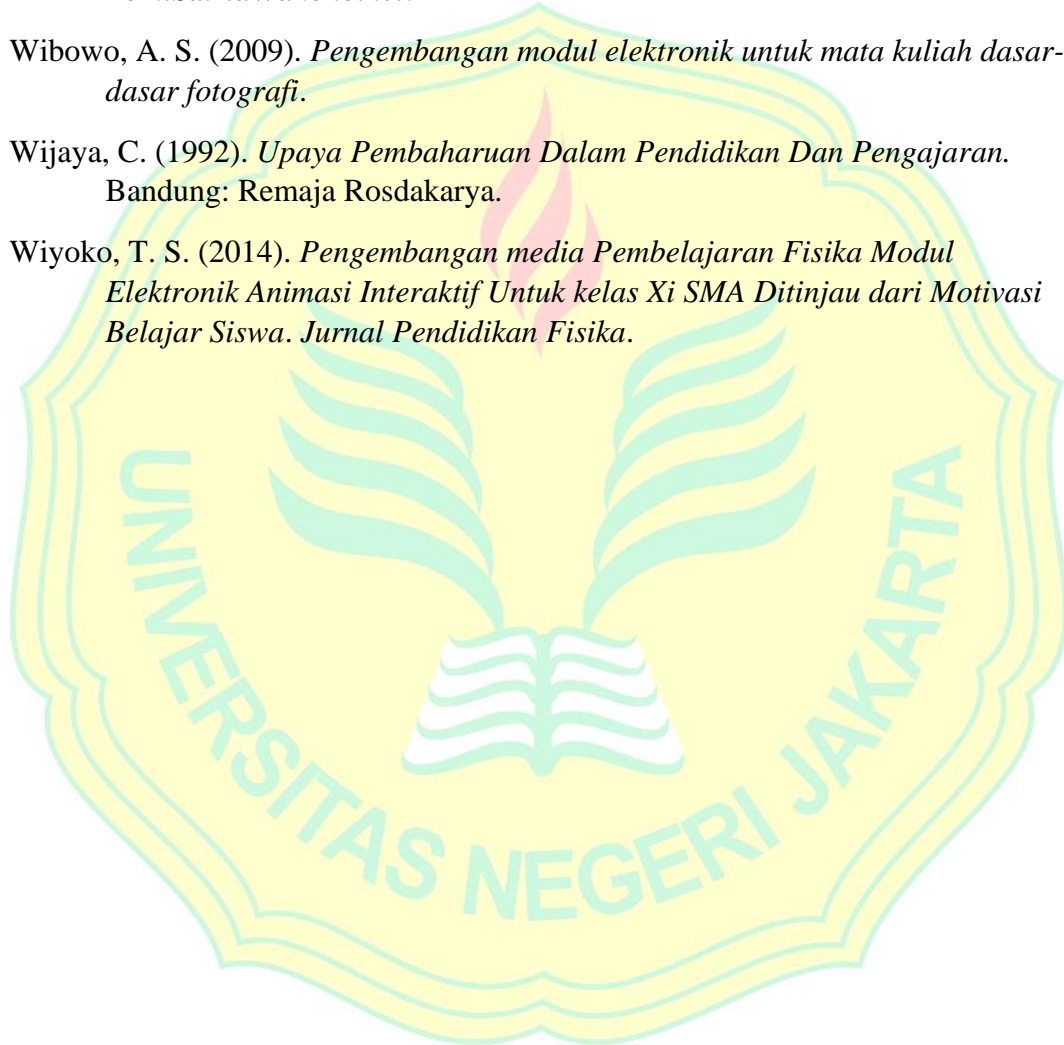 Wibowo, A. S. (2009). Pengembangan modul elektronik untuk mata kuliah dasar-
dasar fotografi.
Wijaya, C. (1992). Upaya Pembaharuan Dalam Pendidikan Dan Pengajaran.
Bandung: Remaja Rosdakarya.
Wiyoko, T. S. (2014). Pengembangan media Pembelajaran Fisika Modul
Elektronik Animasi Interaktif Untuk kelas Xi SMA Ditinjau dari Motivasi
Belajar Siswa. Jurnal Pendidikan Fisika.
UNIVERSITAS NEGERI JAKARTA